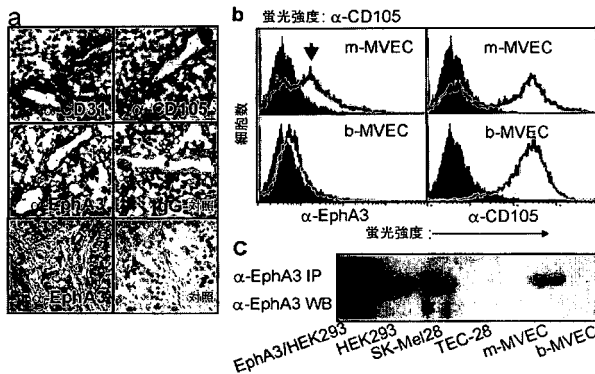 a
α-CD31
α-CD105
α-EphA3
IgG 対照
α-EphA3
対照
b
蛍光強度: α-CD105
m-MVEC
m-MVEC
細胞数
b-MVEC
b-MVEC
α-EphA3
α-CD105
蛍光強度:
C
α-EphA3 IP
α-EphA3 WB
EphA3/HEK293
HEK293
SK-Mel28
TEC-28
m-MVEC
b-MVEC